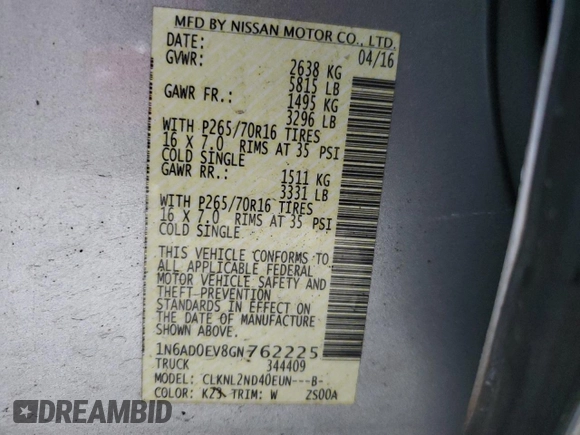 MFD BY NISSAN MOTOR CO., LTD.
DATE: 04/16
GVWR: 2638 KG
5815 LB
GAWR FR.: 1495 KG
3296 LB
WITH P265/70R16 TIRES
16 X 7.0 RIMS AT 35 PSI
COLD SINGLE
GAWR RR.: 1511 KG
3331 LB
WITH P265/70R16 TIRES
16 X 7.0 RIMS AT 35 PSI
COLD SINGLE
THIS VEHICLE CONFORMS TO
ALL APPLICABLE FEDERAL
MOTOR VEHICLE SAFETY AND
THEFT PREVENTION
STANDARDS IN EFFECT ON
THE DATE OF MANUFACTURE
SHOWN ABOVE.
1N6AD0EV8GN762225
TRUCK 344409
MODEL: CLKNL2ND40EUN---B-
COLOR: K23 TRIM: W ZS00A
DREAMBID
DREAMBID